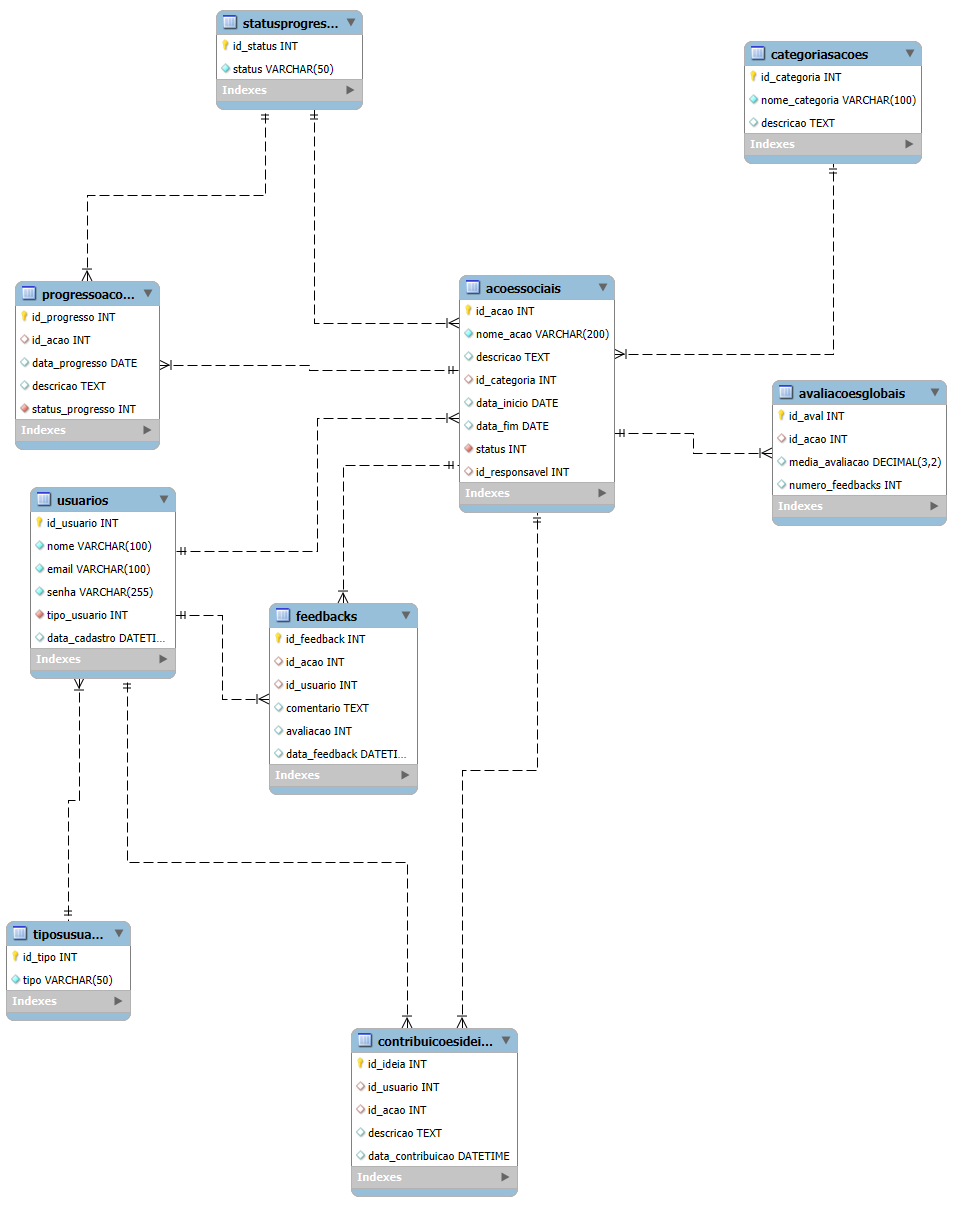 statusprogres...
id_status INT
status VARCHAR(50)
Indexes
categoriasacoes
id_categoria INT
nome_categoria VARCHAR(100)
descricao TEXT
Indexes
progressoaco...
id_progresso INT
id_acao INT
data_progresso DATE
descricao TEXT
status_progresso INT
Indexes
acoessociais
id_acao INT
nome_acao VARCHAR(200)
descricao TEXT
id_categoria INT
data_inicio DATE
data_fim DATE
status INT
id_responsavel INT
Indexes
avaliacoesglobais
id_aval INT
id_acao INT
media_avaliacao DECIMAL(3,2)
numero_feedbacks INT
Indexes
usuarios
id_usuario INT
nome VARCHAR(100)
email VARCHAR(100)
senha VARCHAR(255)
tipo_usuario INT
data_cadastro DATETI...
Indexes
feedbacks
id_feedback INT
id_acao INT
id_usuario INT
comentario TEXT
avaliacao INT
data_feedback DATETI...
Indexes
tiposusua...
id_tipo INT
tipo VARCHAR(50)
Indexes
contribuicoesidei...
id_ideia INT
id_usuario INT
id_acao INT
descricao TEXT
data_contribuicao DATETIME
Indexes